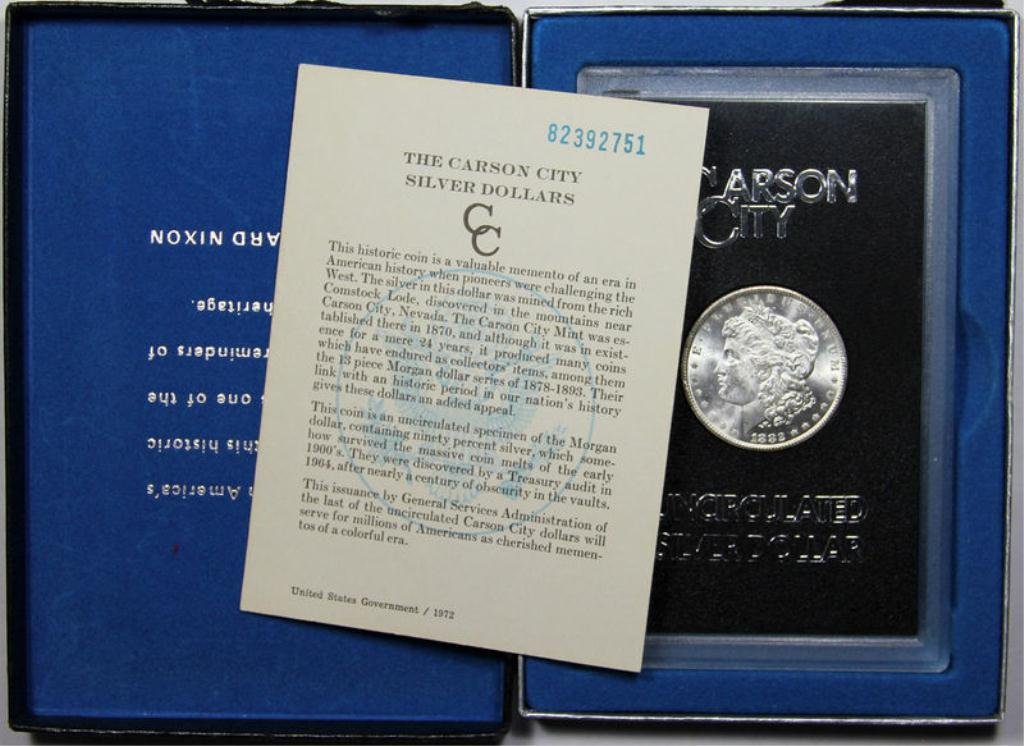 82392751
THE CARSON CITY
SILVER DOLLARS
CC
This historic coin is a valuable memento of an era in
American history when pioneers were challenging the
West. The silver in this dollar was mined from the rich
Comstock Lode, discovered in the mountains near
Carson City, Nevada. The Carson City Mint was es-
tablished there in 1870, and although it was in exist-
ence for a mere 24 years, it produced many coins
which have endured as collectors' items, among them
the 13 piece Morgan dollar series of 1878-1893. Their
link with an historic period in our nation's history
gives these dollars an added appeal.
This coin is an uncirculated specimen of the Morgan
dollar, containing ninety percent silver, which some-
how survived the massive coin melts of the early
1900's. They were discovered by a Treasury audit in
1964, after nearly a century of obscurity in the vaults.
This issuance by General Services Administration of
the last of the uncirculated Carson City dollars will
serve for millions of Americans as cherished memen-
tos of a colorful era.
United States Government / 1972
America's
this historic
one of the
reminders of
heritage.
ARD NIXON
CARSON
CITY
E PLURIBUS UNUM
1882
UNCIRCULATED
SILVER DOLLAR